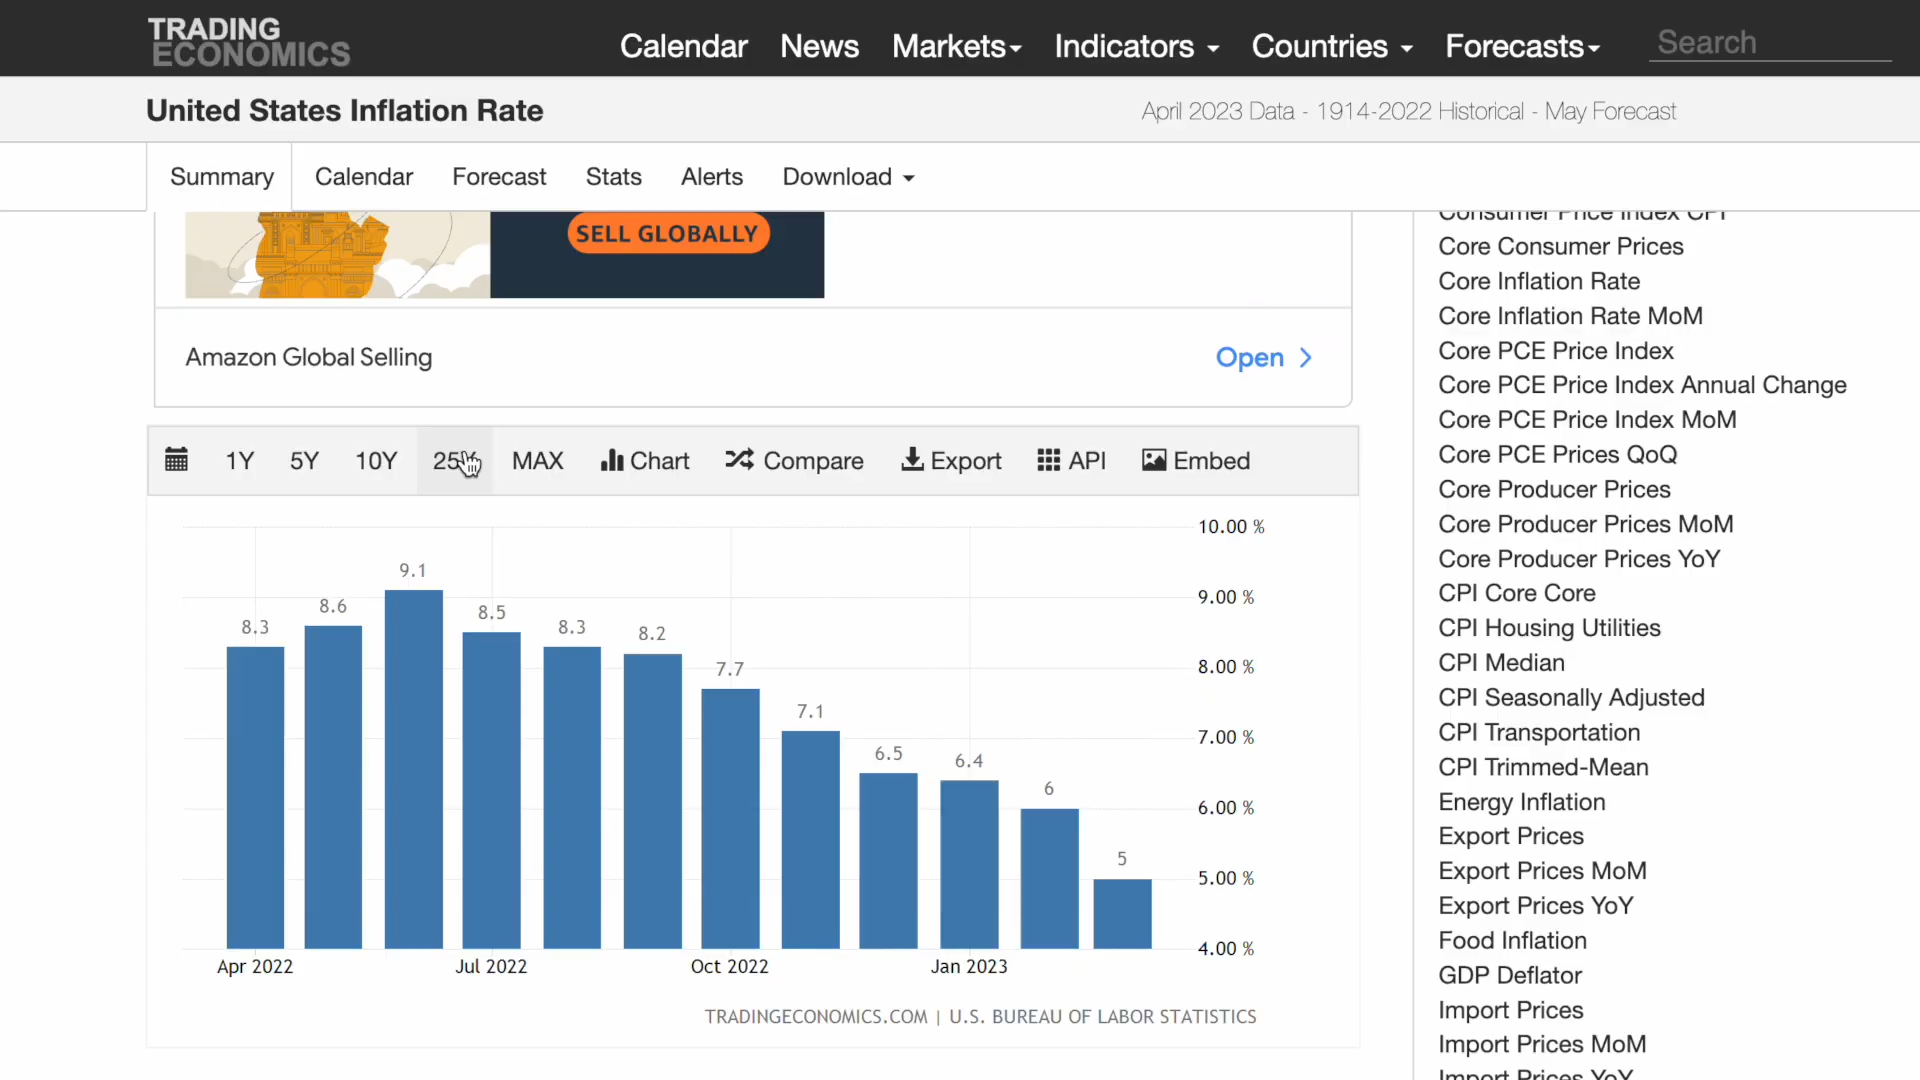 TRADING
ECONOMICS
Calendar News Markets Indicators Countries Forecasts Search
United States Inflation Rate
April 2023 Data - 1914-2022 Historical - May Forecast
Summary Calendar Forecast Stats Alerts Download
SELL GLOBALLY
Amazon Global Selling
Open
1Y 5Y 10Y 25Y MAX Chart Compare Export API Embed
10.00 %
9.00 %
8.00 %
7.00 %
6.00 %
5.00 %
4.00 %
8.3
8.6
9.1
8.5
8.3
8.2
7.7
7.1
6.5
6.4
6
5
Apr 2022 Jul 2022 Oct 2022 Jan 2023
TRADINGECONOMICS.COM | U.S. BUREAU OF LABOR STATISTICS
Consumer Price Index CPI
Core Consumer Prices
Core Inflation Rate
Core Inflation Rate MoM
Core PCE Price Index
Core PCE Price Index Annual Change
Core PCE Price Index MoM
Core PCE Prices QoQ
Core Producer Prices
Core Producer Prices MoM
Core Producer Prices YoY
CPI Core Core
CPI Housing Utilities
CPI Median
CPI Seasonally Adjusted
CPI Transportation
CPI Trimmed-Mean
Energy Inflation
Export Prices
Export Prices MoM
Export Prices YoY
Food Inflation
GDP Deflator
Import Prices
Import Prices MoM
Import Prices YoY